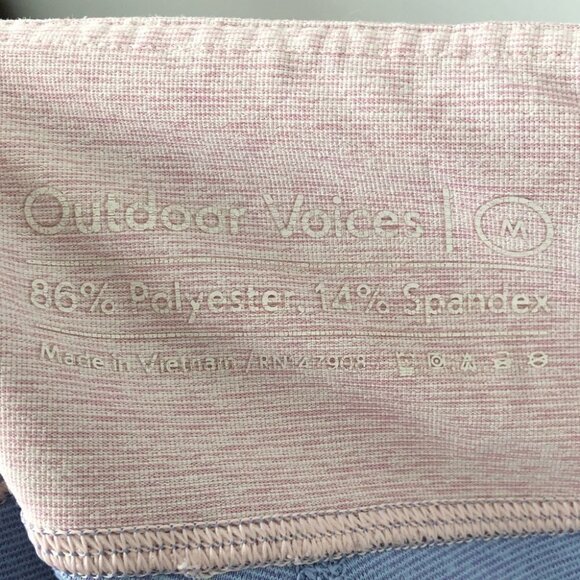 Outdoor Voices | M
86% Polyester, 14% Spandex
Made in Vietnam / RN 47908